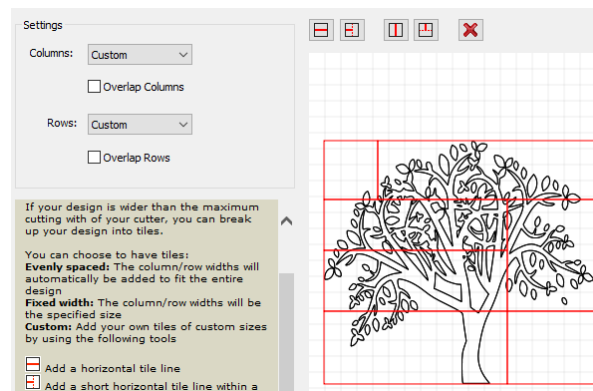 Settings
Columns:
Custom
Overlap Columns
Rows:
Custom
Overlap Rows
If your design is wider than the maximum
cutting with of your cutter, you can break
up your design into tiles.
You can choose to have tiles:
Evenly spaced: The column/row widths will
automatically be added to fit the entire
design
Fixed width: The column/row widths will be
the specified size
Custom: Add your own tiles of custom sizes
by using the following tools
Add a horizontal tile line
Add a short horizontal tile line within a